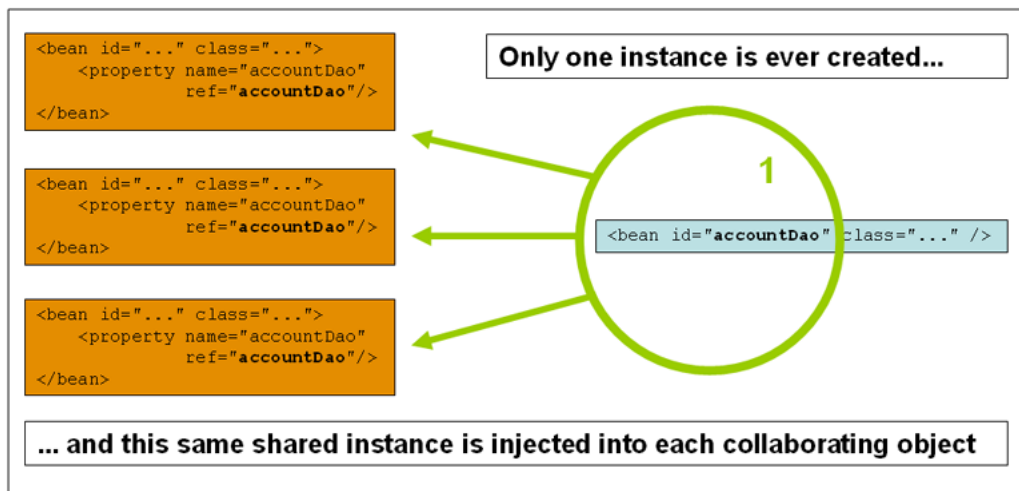 <bean id="..." class="...">
    <property name="accountDao"
              ref="accountDao"/>
</bean>
Only one instance is ever created...
1
<bean id="..." class="...">
    <property name="accountDao"
              ref="accountDao"/>
</bean>
<bean id="accountDao" class="..." />
<bean id="..." class="...">
    <property name="accountDao"
              ref="accountDao"/>
</bean>
... and this same shared instance is injected into each collaborating object